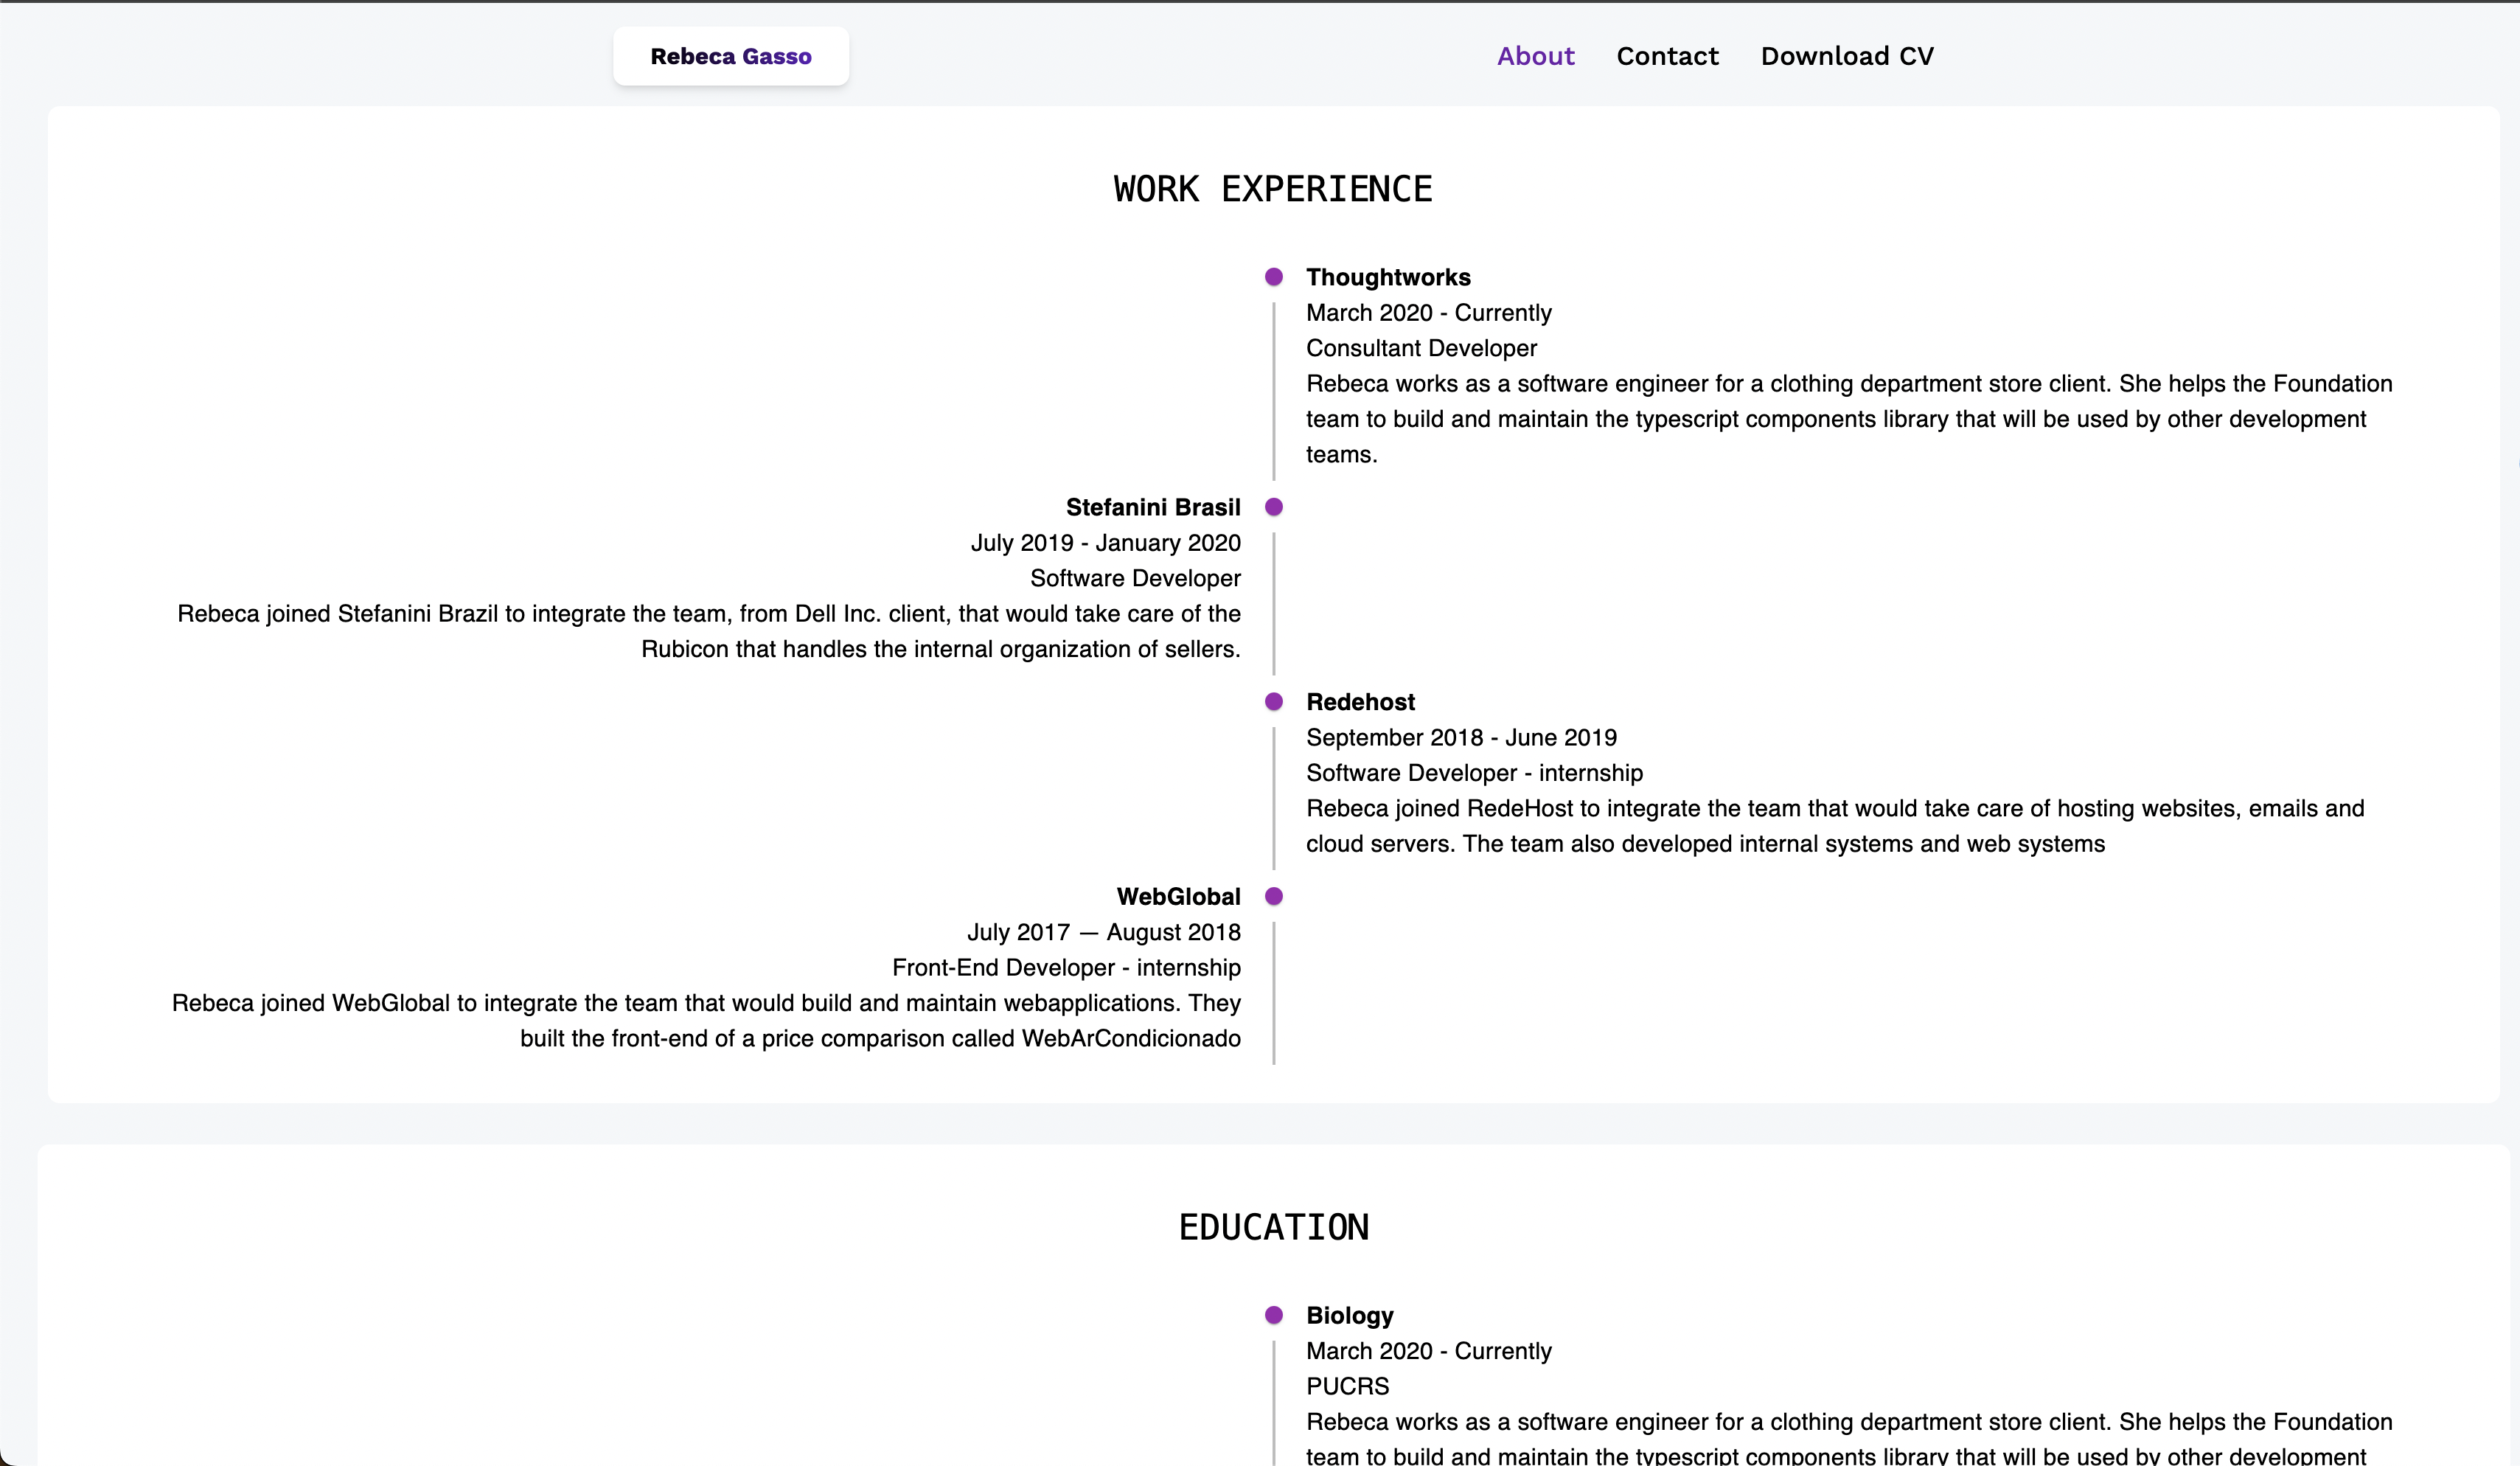 Rebeca Gasso
About Contact Download CV
WORK EXPERIENCE
Thoughtworks
March 2020 - Currently
Consultant Developer
Rebeca works as a software engineer for a clothing department store client. She helps the Foundation
team to build and maintain the typescript components library that will be used by other development
teams.
Stefanini Brasil
July 2019 - January 2020
Software Developer
Rebeca joined Stefanini Brazil to integrate the team, from Dell Inc. client, that would take care of the
Rubicon that handles the internal organization of sellers.
Redehost
September 2018 - June 2019
Software Developer - internship
Rebeca joined RedeHost to integrate the team that would take care of hosting websites, emails and
cloud servers. The team also developed internal systems and web systems
WebGlobal
July 2017 — August 2018
Front-End Developer - internship
Rebeca joined WebGlobal to integrate the team that would build and maintain webapplications. They
built the front-end of a price comparison called WebArCondicionado
EDUCATION
Biology
March 2020 - Currently
PUCRS
Rebeca works as a software engineer for a clothing department store client. She helps the Foundation
team to build and maintain the typescript components library that will be used by other development